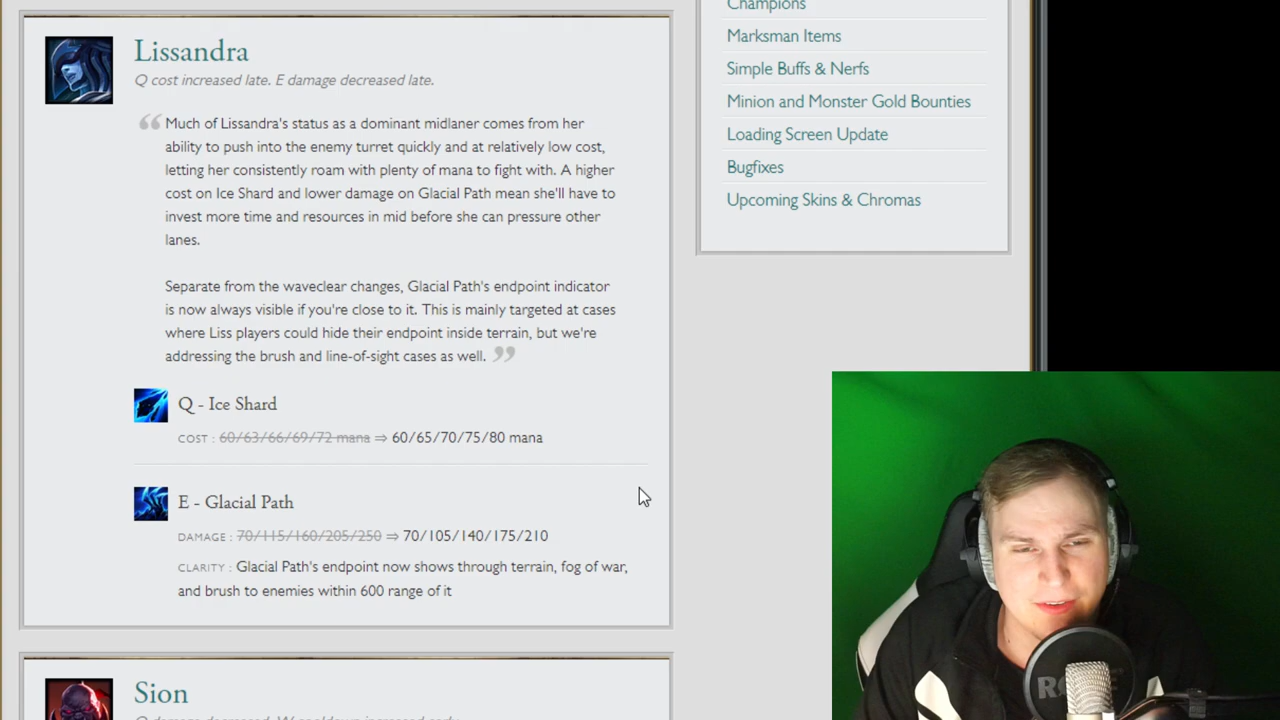 Lissandra
Q cost increased late. E damage decreased late.
Much of Lissandra's status as a dominant midlaner comes from her
ability to push into the enemy turret quickly and at relatively low cost,
letting her consistently roam with plenty of mana to fight with. A higher
cost on Ice Shard and lower damage on Glacial Path mean she'll have to
invest more time and resources in mid before she can pressure other
lanes.
Separate from the waveclear changes, Glacial Path's endpoint indicator
is now always visible if you're close to it. This is mainly targeted at cases
where Liss players could hide their endpoint inside terrain, but we're
addressing the brush and line-of-sight cases as well.
Q - Ice Shard
COST : 60/63/66/69/72 mana ⇒ 60/65/70/75/80 mana
E - Glacial Path
DAMAGE : 70/115/160/205/250 ⇒ 70/105/140/175/210
CLARITY : Glacial Path's endpoint now shows through terrain, fog of war,
and brush to enemies within 600 range of it
Sion
Q damage decreased. W cooldown increased early.
Champions
Marksman Items
Simple Buffs & Nerfs
Minion and Monster Gold Bounties
Loading Screen Update
Bugfixes
Upcoming Skins & Chromas